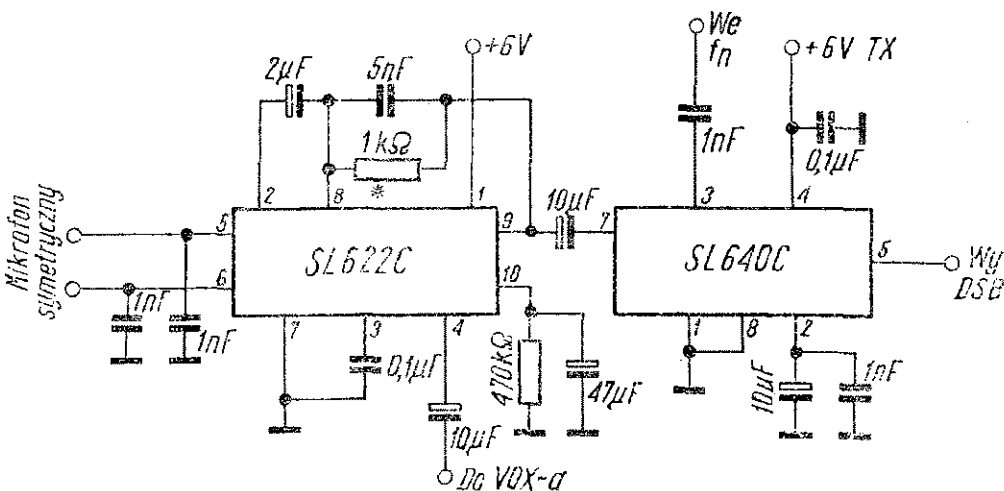 We
fn
+6V
+6V TX
2µF
5nF
1nF
0,1µF
1kΩ
*
2
8
1
3
4
10µF
Mikrofon
symetryczny
5
9
7
SL622C
SL640C
5
Wy
DSB
6
10
1nF
1nF
7
3
4
0,1µF
470kΩ
47µF
1
8
2
10µF
1nF
10µF
Do VOX-a